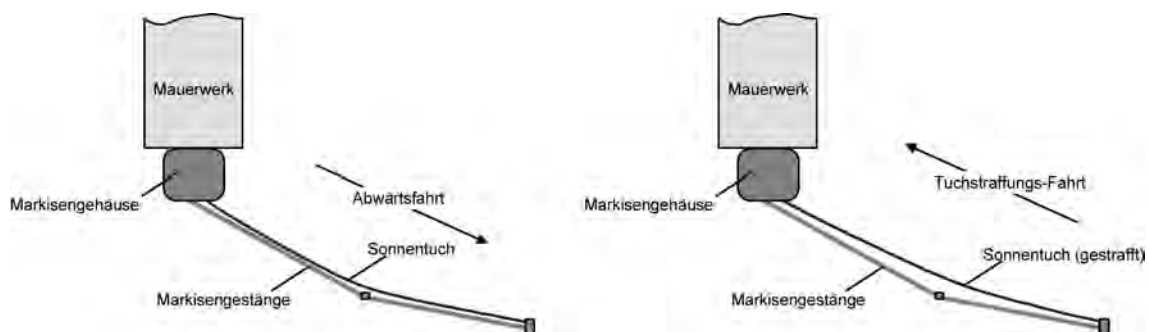 Mauerwerk
Markisengehäuse
Abwärtsfahrt
Sonnentuch
Markisengestänge
Mauerwerk
Markisengehäuse
Tuchstraffungs-Fahrt
Sonnentuch (gestrafft)
Markisengestänge